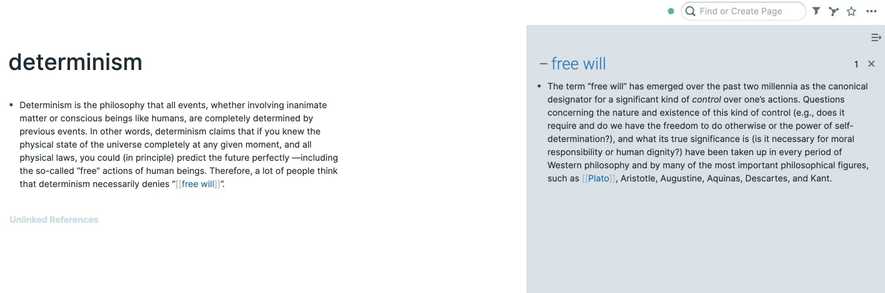 Find or Create Page
determinism
Determinism is the philosophy that all events, whether involving inanimate
matter or conscious beings like humans, are completely determined by
previous events. In other words, determinism claims that if you knew the
physical state of the universe completely at any given moment, and all
physical laws, you could (in principle) predict the future perfectly —including
the so-called “free” actions of human beings. Therefore, a lot of people think
that determinism necessarily denies “[[free will]]”.
Unlinked References
free will
1
The term “free will” has emerged over the past two millennia as the canonical
designator for a significant kind of control over one’s actions. Questions
concerning the nature and existence of this kind of control (e.g., does it
require and do we have the freedom to do otherwise or the power of self-
determination?), and what its true significance is (is it necessary for moral
responsibility or human dignity?) have been taken up in every period of
Western philosophy and by many of the most important philosophical figures,
such as [[Plato]], Aristotle, Augustine, Aquinas, Descartes, and Kant.